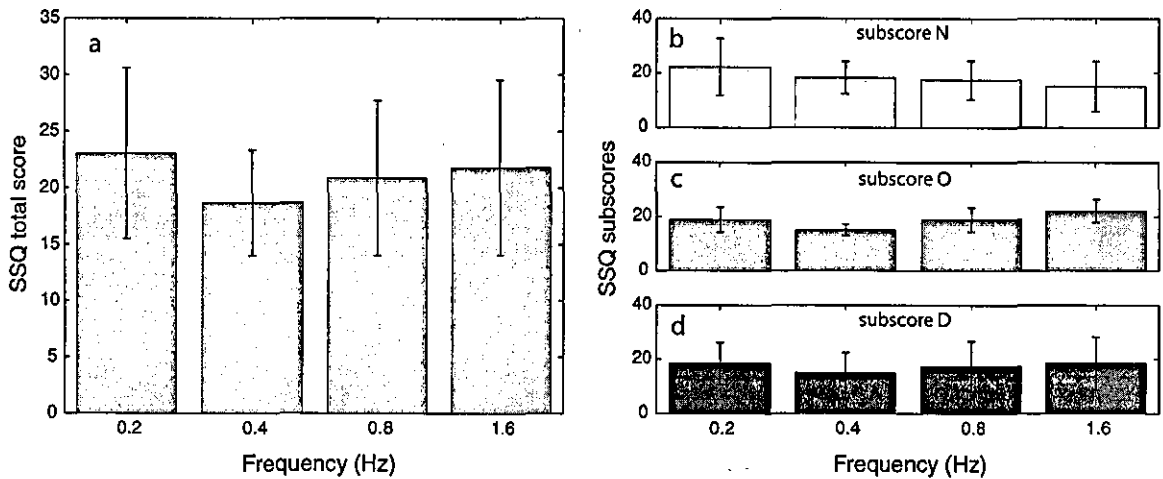 a
35
30
25
20
15
10
5
0
SSQ total score
0.2 0.4 0.8 1.6
Frequency (Hz)
SSQ subscores
b
subscore N
40
20
0
c
subscore O
40
20
0
d
subscore D
40
20
0
0.2 0.4 0.8 1.6
Frequency (Hz)